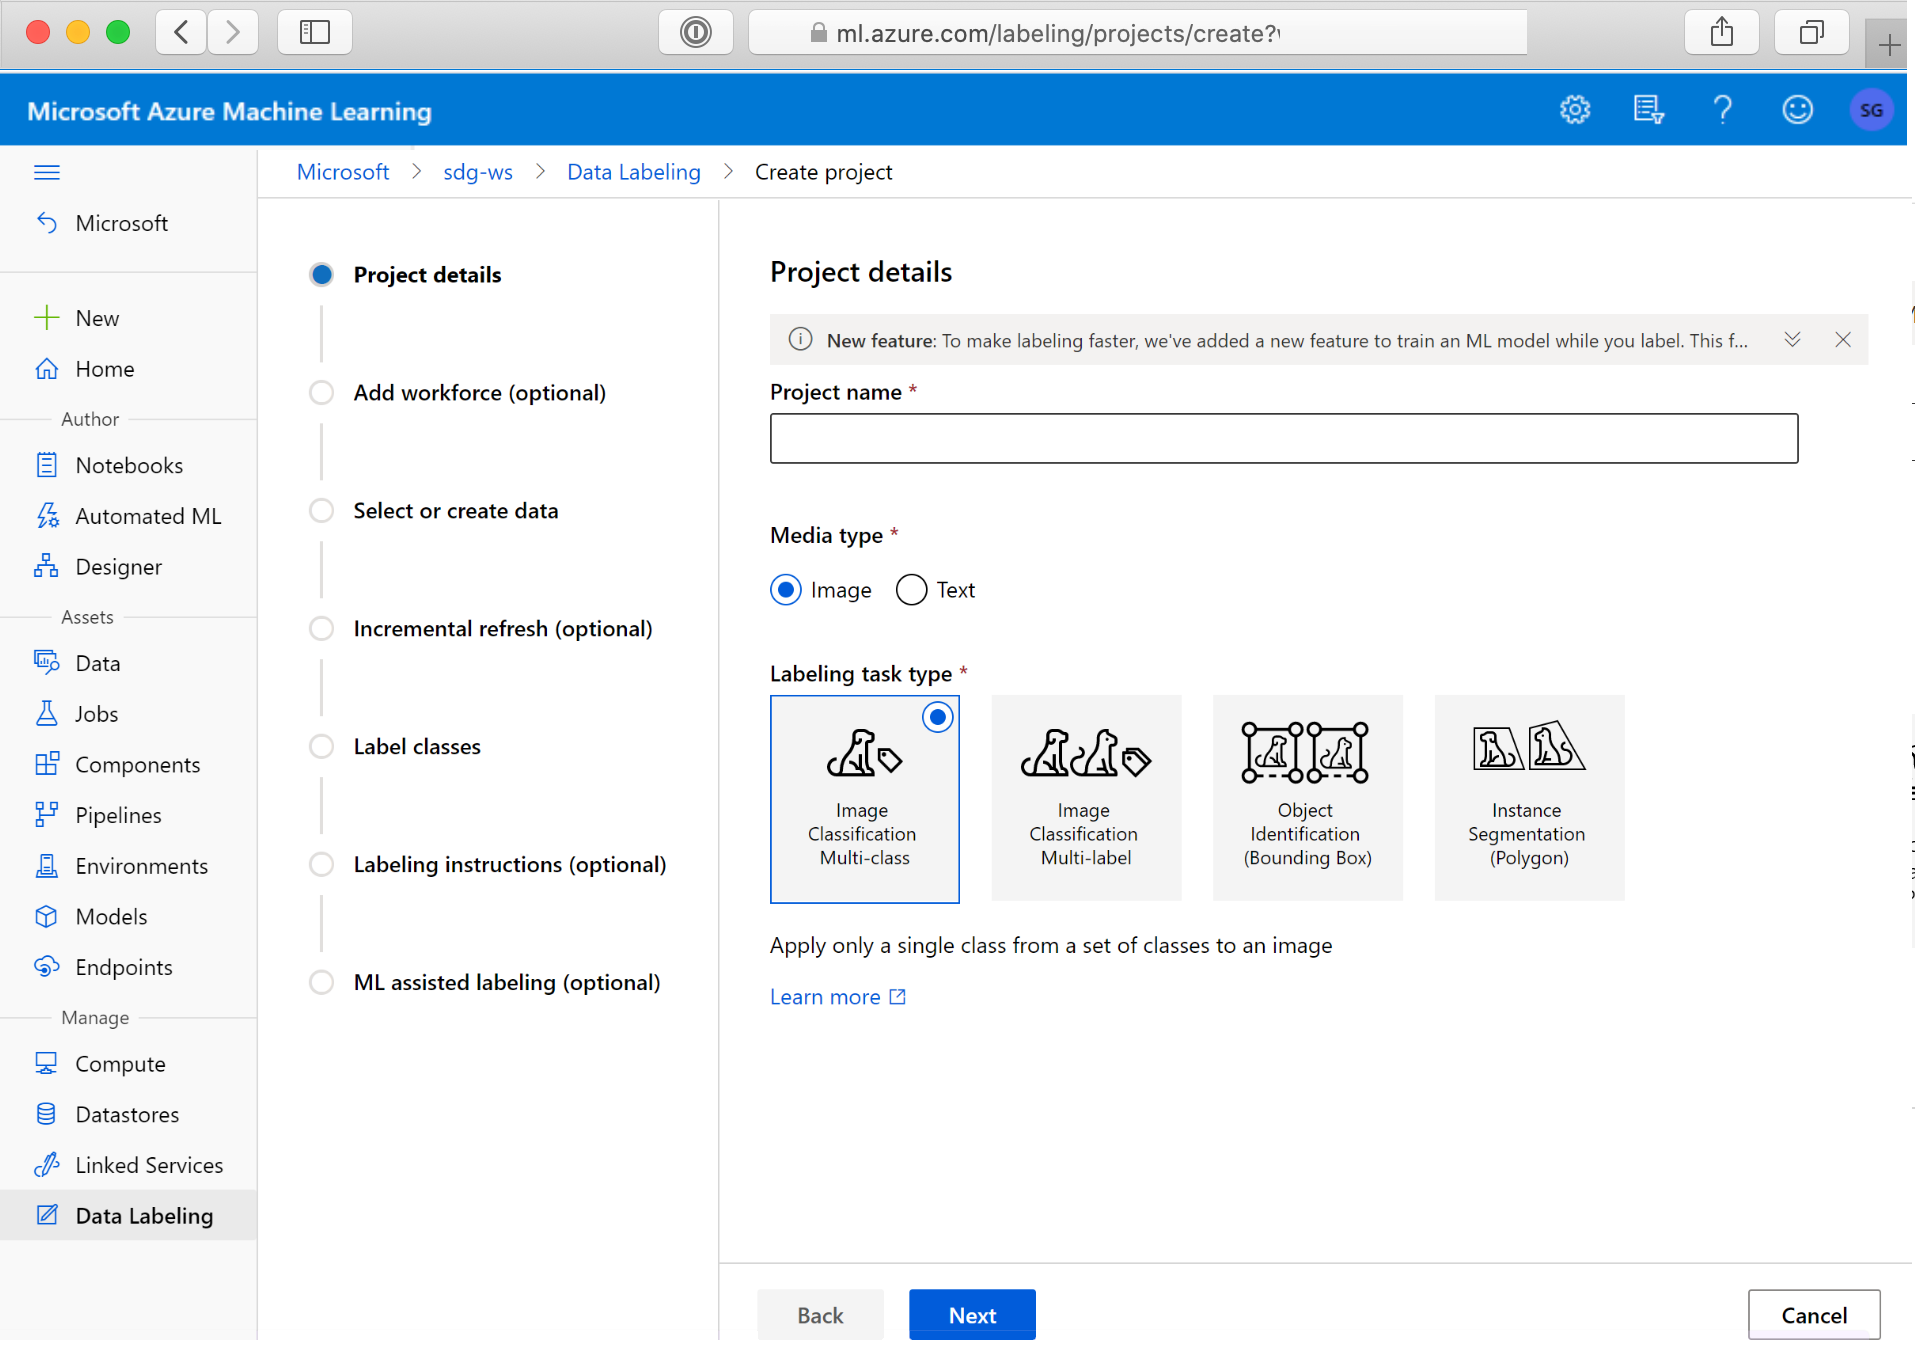 ml.azure.com/labeling/projects/create?
Microsoft Azure Machine Learning
SG
Microsoft > sdg-ws > Data Labeling > Create project
Microsoft
New
Home
Author
Notebooks
Automated ML
Designer
Assets
Data
Jobs
Components
Pipelines
Environments
Models
Endpoints
Manage
Compute
Datastores
Linked Services
Data Labeling
Project details
Add workforce (optional)
Select or create data
Incremental refresh (optional)
Label classes
Labeling instructions (optional)
ML assisted labeling (optional)
Project details
New feature: To make labeling faster, we've added a new feature to train an ML model while you label. This f...
Project name *
Media type *
Image
Text
Labeling task type *
Image
Classification
Multi-class
Image
Classification
Multi-label
Object
Identification
(Bounding Box)
Instance
Segmentation
(Polygon)
Apply only a single class from a set of classes to an image
Learn more
Back
Next
Cancel